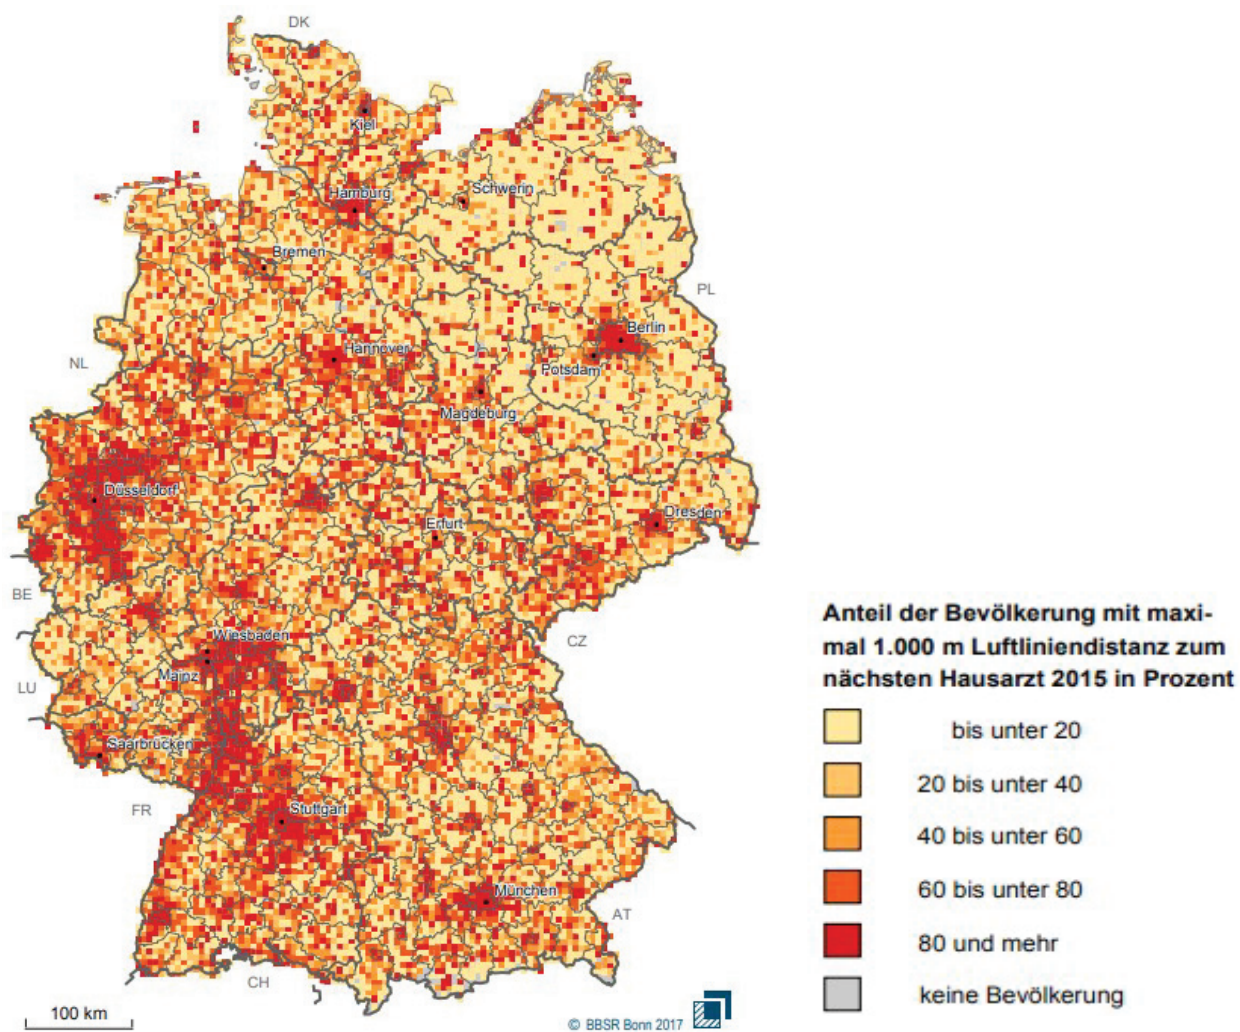 DK
Kiel
Hamburg
Schwerin
Bremen
PL
Berlin
Hannover
NL
Potsdam
Magdeburg
Düsseldorf
Dresden
Erfurt
BE
Wiesbaden
CZ
Mainz
LU
Saarbrücken
FR
Stuttgart
München
AT
CH
100 km
© BBSR Bonn 2017
Anteil der Bevölkerung mit maxi-
mal 1.000 m Luftliniendistanz zum
nächsten Hausarzt 2015 in Prozent
bis unter 20
20 bis unter 40
40 bis unter 60
60 bis unter 80
80 und mehr
keine Bevölkerung